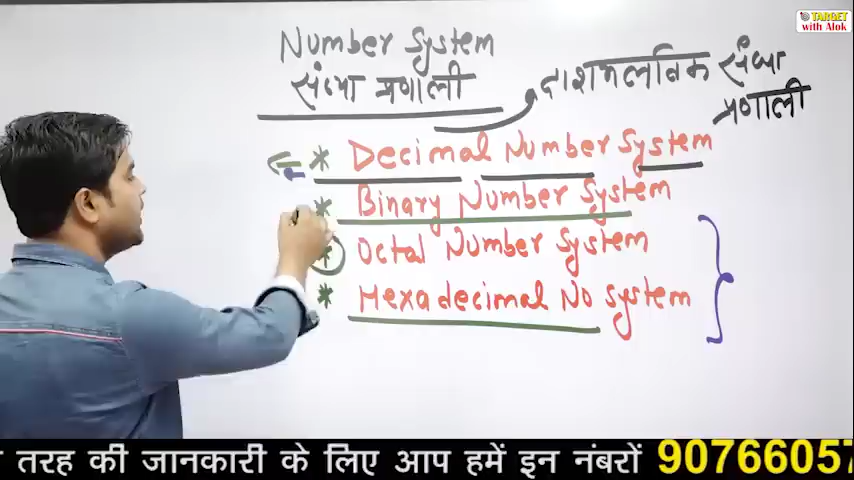 TARGET
with Alok
Number System
संख्या प्रणाली
दाशमलविक संख्या
प्रणाली
* Decimal Number System
* Binary Number System
* Octal Number System
* Hexadecimal No System
तरह की जानकारी के लिए आप हमें इन नंबरों 90766057